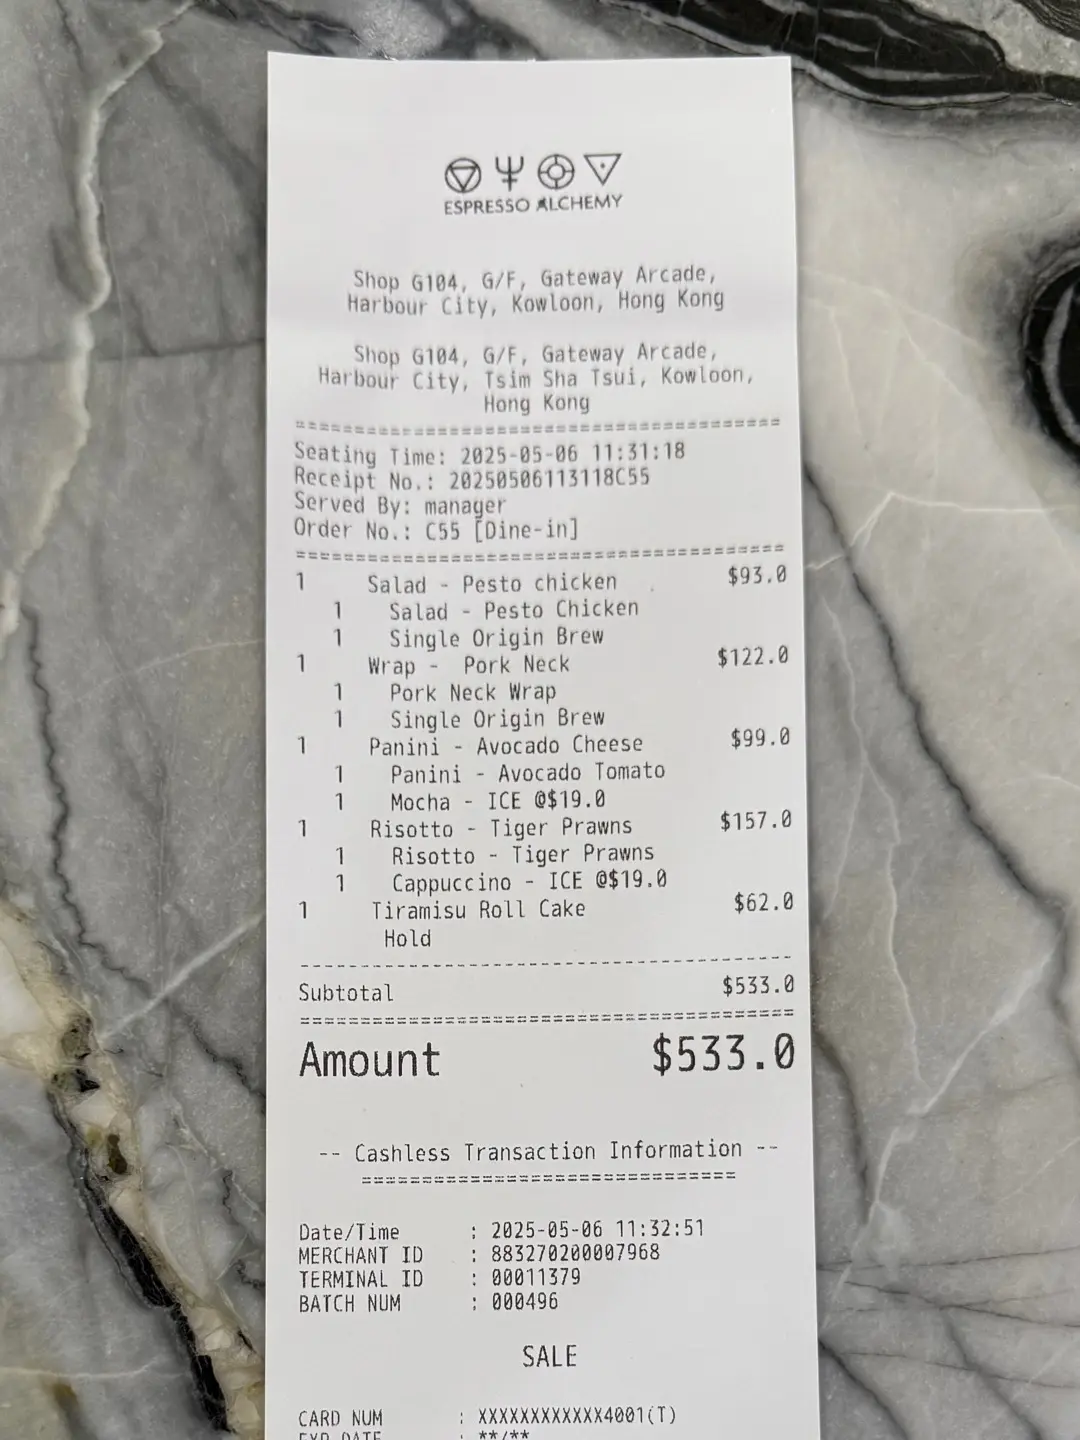 ESPRESSO ALCHEMY
Shop G104, G/F, Gateway Arcade,
Harbour City, Kowloon, Hong Kong
Shop G104, G/F, Gateway Arcade,
Harbour City, Tsim Sha Tsui, Kowloon,
Hong Kong
========================================
Seating Time: 2025-05-06 11:31:18
Receipt No.: 20250506113118C55
Served By: manager
Order No.: C55 [Dine-in]
========================================
1 Salad - Pesto chicken $93.0
1 Salad - Pesto Chicken
1 Single Origin Brew
1 Wrap - Pork Neck $122.0
1 Pork Neck Wrap
1 Single Origin Brew
1 Panini - Avocado Cheese $99.0
1 Panini - Avocado Tomato
1 Mocha - ICE @$19.0
1 Risotto - Tiger Prawns $157.0
1 Risotto - Tiger Prawns
1 Cappuccino - ICE @$19.0
1 Tiramisu Roll Cake $62.0
Hold
----------------------------------------
Subtotal $533.0
========================================
Amount $533.0
-- Cashless Transaction Information --
===============================
Date/Time : 2025-05-06 11:32:51
MERCHANT ID : 883270200007968
TERMINAL ID : 00011379
BATCH NUM : 000496
SALE
CARD NUM : XXXXXXXXXXXX4001(T)
EXP DATE : **/**